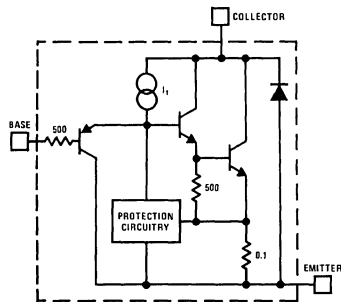 COLLECTOR
I₁
BASE
500
500
PROTECTION
CIRCUITRY
0.1
EMITTER